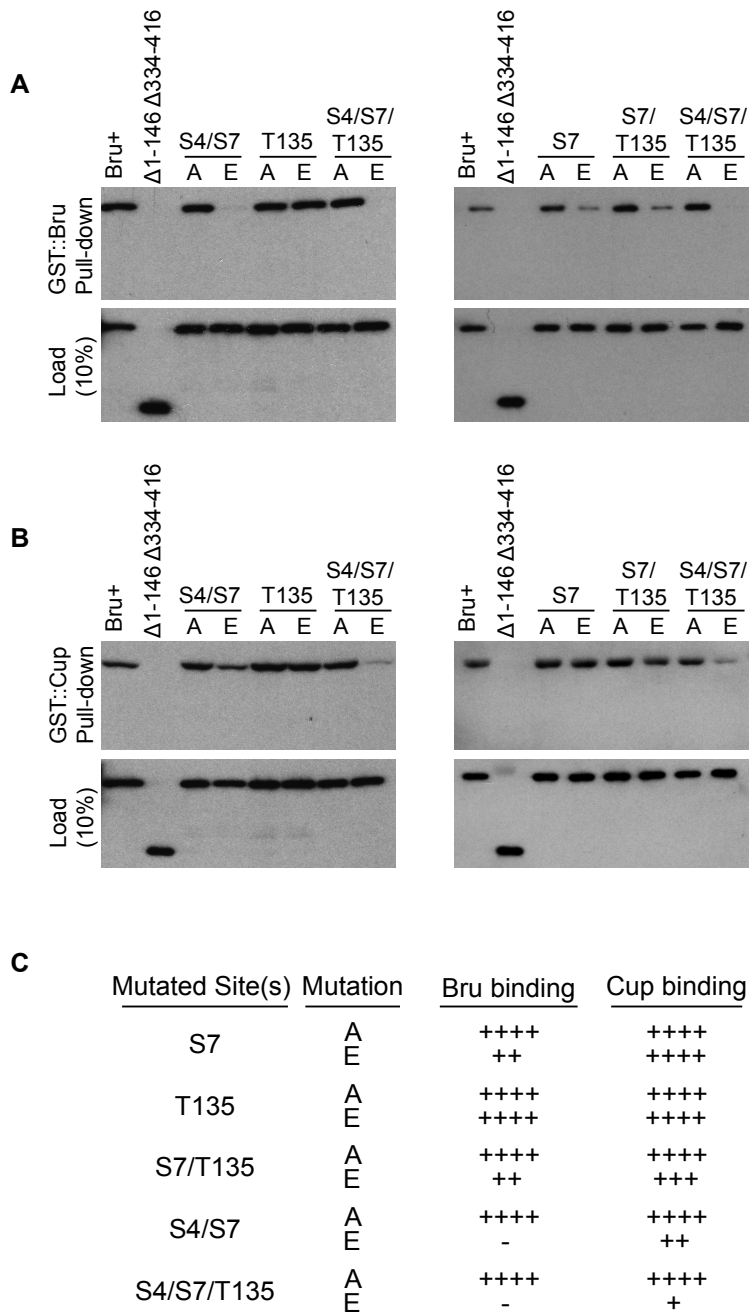 A
Bru+
Δ1-146 Δ334-416
S4/S7
T135
S4/S7/
T135
A E A E A E
GST::Bru
Pull-down
Load
(10%)
Bru+
Δ1-146 Δ334-416
S7
S7/
T135
S4/S7/
T135
A E A E A E
B
Bru+
Δ1-146 Δ334-416
S4/S7
T135
S4/S7/
T135
A E A E A E
GST::Cup
Pull-down
Load
(10%)
Bru+
Δ1-146 Δ334-416
S7
S7/
T135
S4/S7/
T135
A E A E A E
C
Mutated Site(s) Mutation Bru binding Cup binding
S7
A ++++ ++++
E ++ ++++
T135
A ++++ ++++
E ++++ ++++
S7/T135
A ++++ ++++
E ++ +++
S4/S7
A ++++ ++++
E - ++
S4/S7/T135
A ++++ ++++
E - +